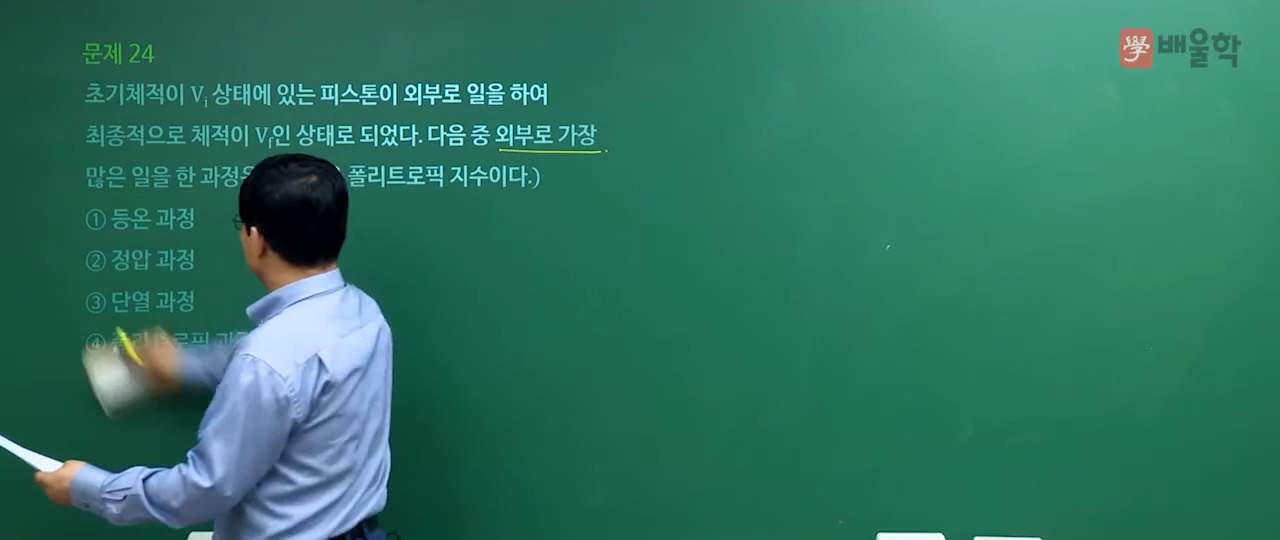 學 배울학
문제 24
초기체적이 Vi 상태에 있는 피스톤이 외부로 일을 하여
최종적으로 체적이 Vf인 상태로 되었다. 다음 중 외부로 가장
많은 일을 한 폴리트로픽 지수이다.)
① 등온 과정
② 정압 과정
③ 단열 과정
④